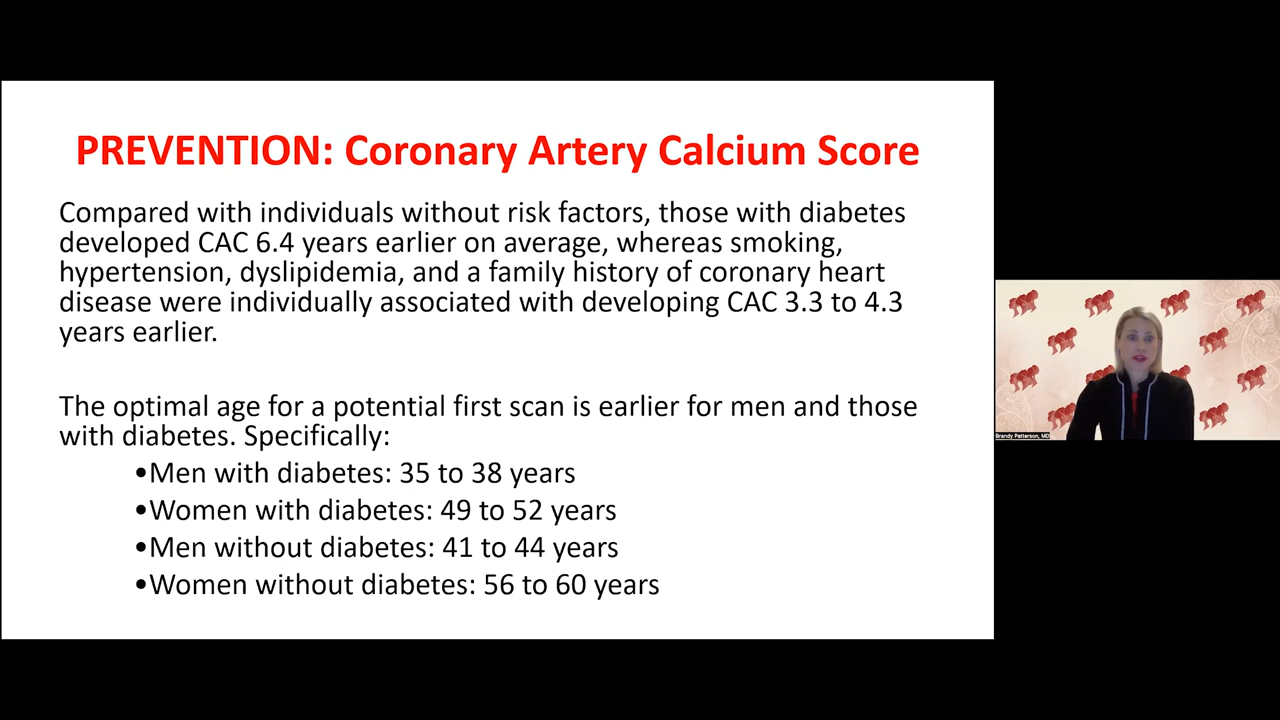 PREVENTION: Coronary Artery Calcium Score
Compared with individuals without risk factors, those with diabetes
developed CAC 6.4 years earlier on average, whereas smoking,
hypertension, dyslipidemia, and a family history of coronary heart
disease were individually associated with developing CAC 3.3 to 4.3
years earlier.
The optimal age for a potential first scan is earlier for men and those
with diabetes. Specifically:
•Men with diabetes: 35 to 38 years
•Women with diabetes: 49 to 52 years
•Men without diabetes: 41 to 44 years
•Women without diabetes: 56 to 60 years
Brandy Patterson, MD